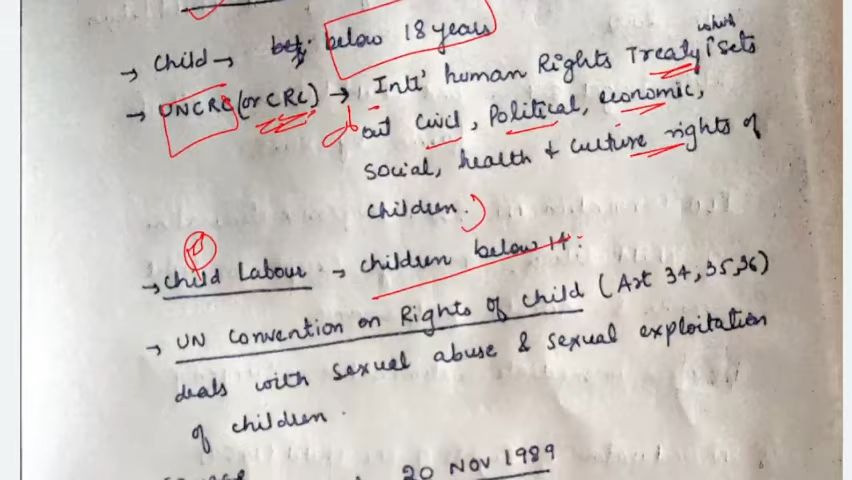 → Child → below 18 years
→ UNCRC (or CRC) → Intl' human Rights Treaty which sets
out Civil, Political, economic,
social, health + culture rights of
children.
→ Child Labour → children below 14.
→ UN Convention on Rights of child (Art 34, 35, 36)
deals with sexual abuse & sexual exploitation
of children.
20 NOV 1989